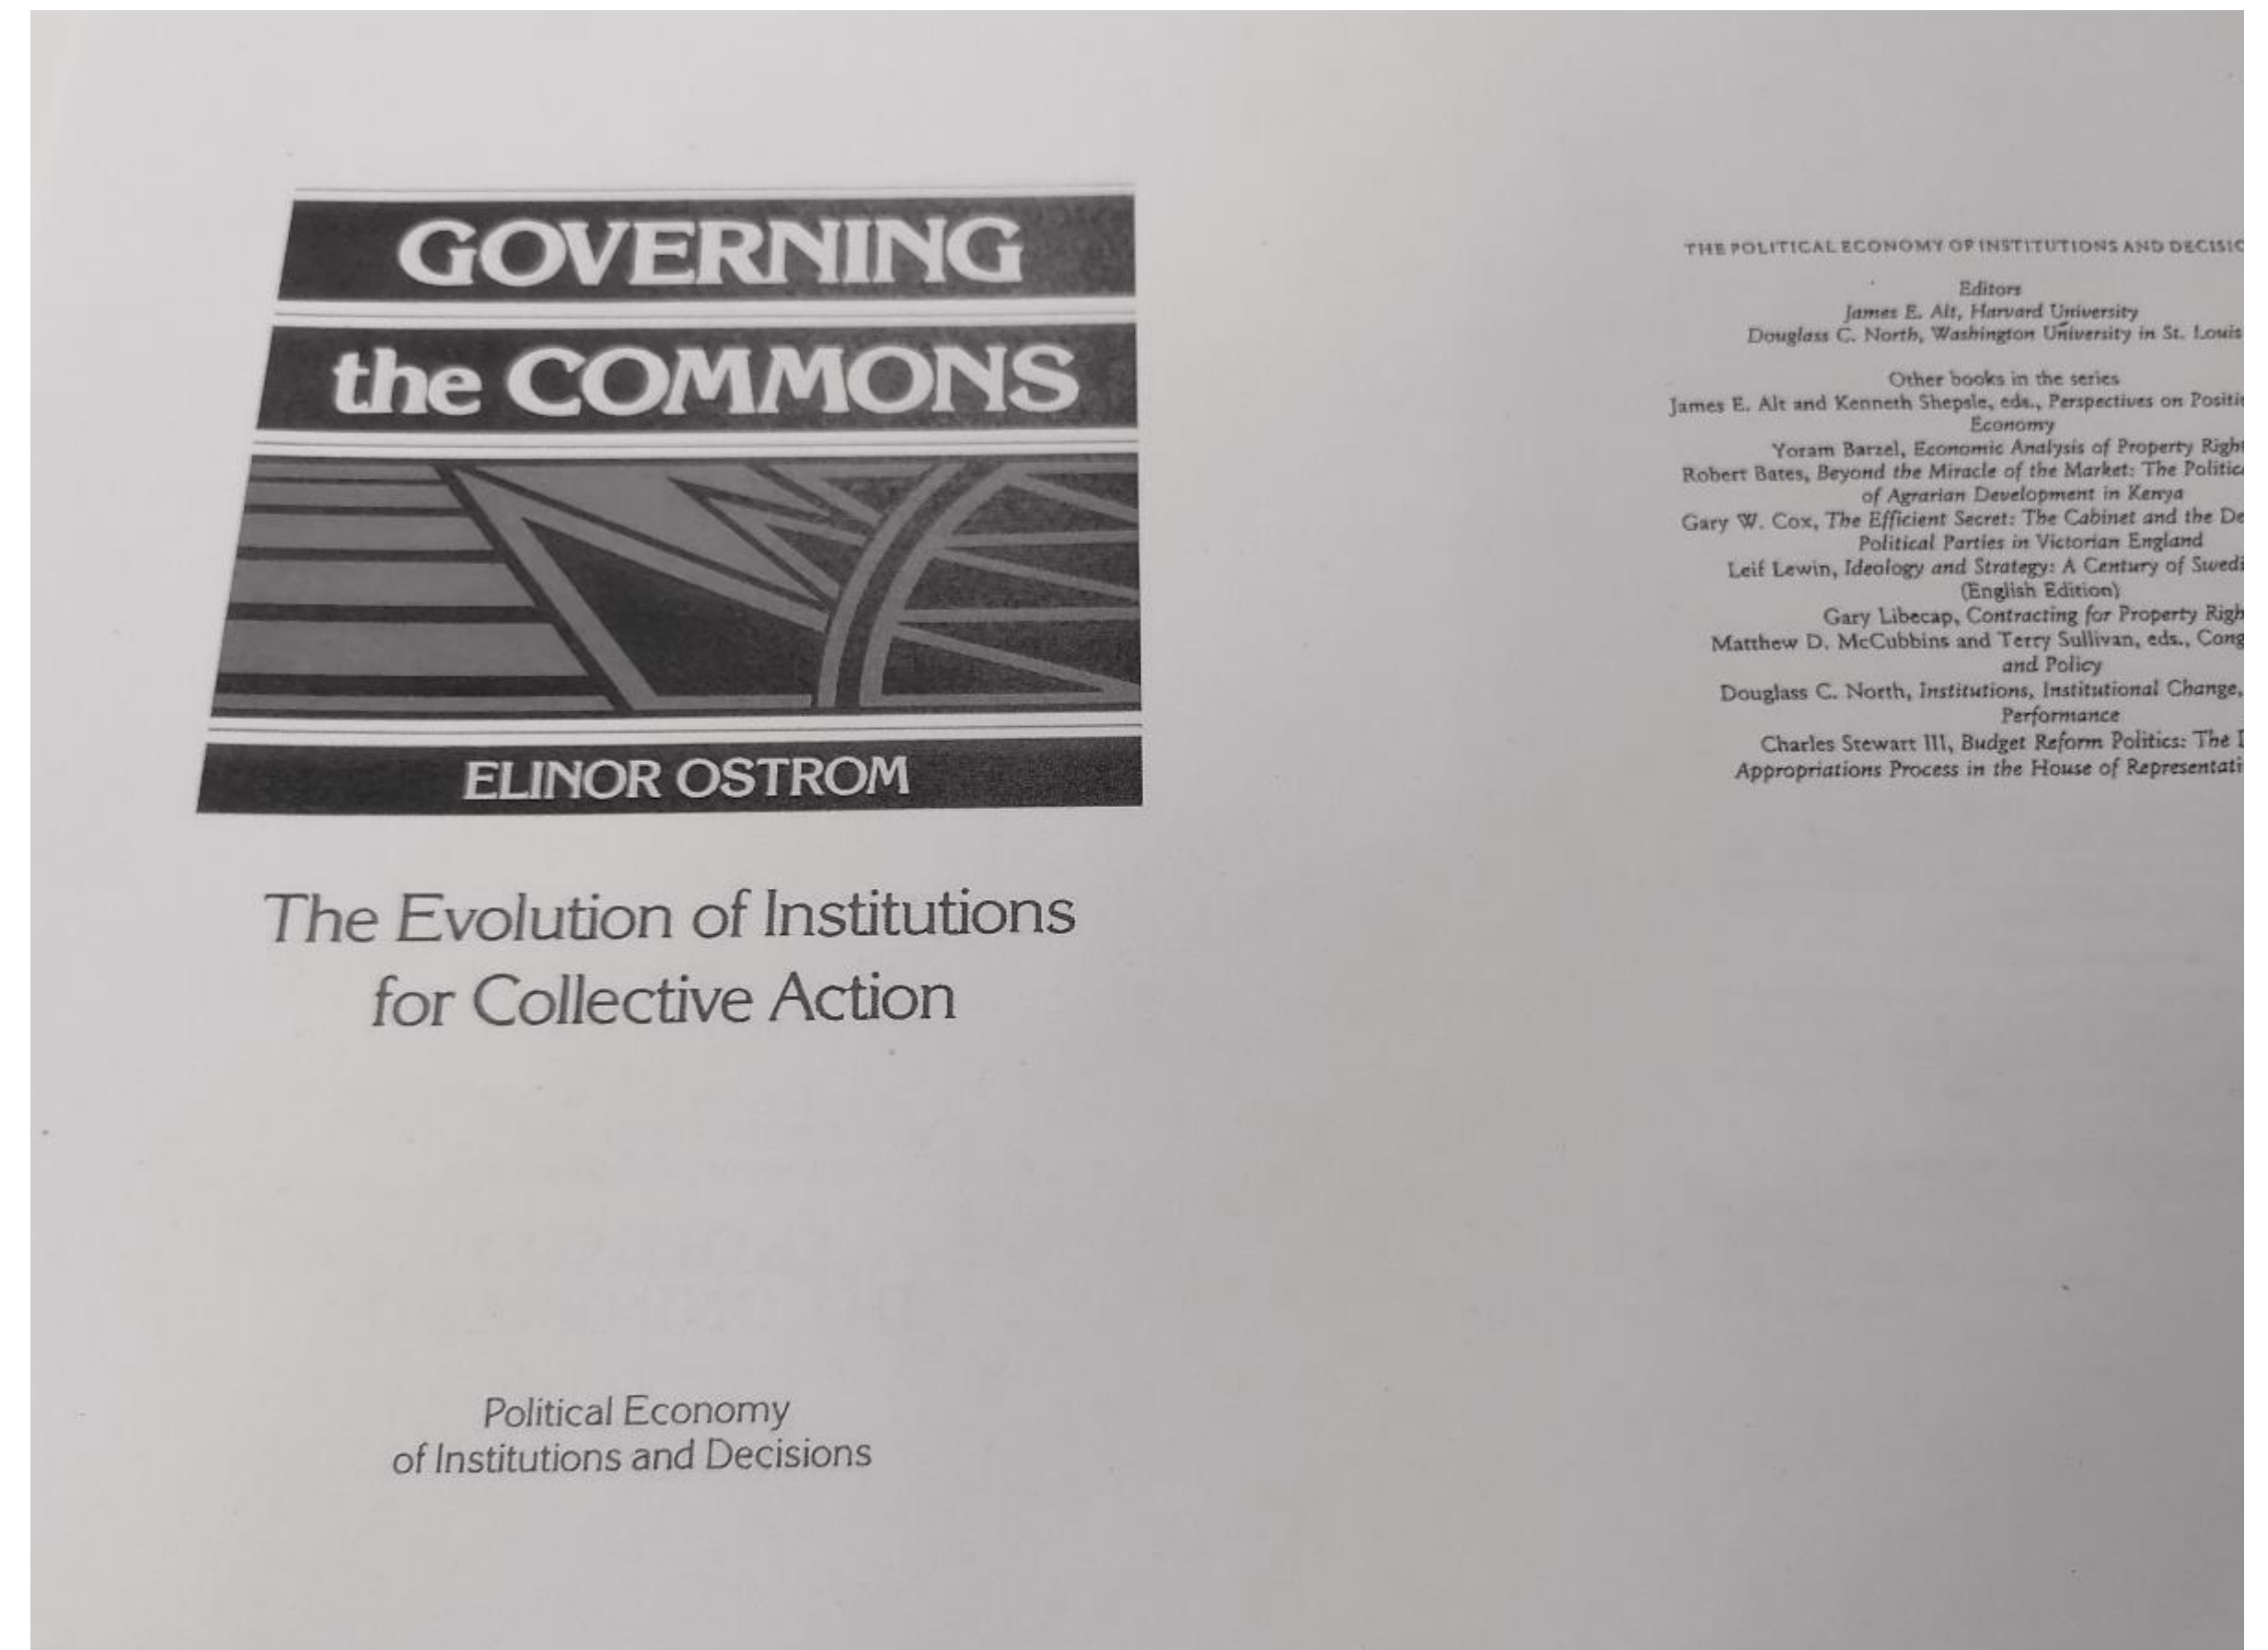 GOVERNING
the COMMONS
ELINOR OSTROM
The Evolution of Institutions
for Collective Action
Political Economy
of Institutions and Decisions
THE POLITICAL ECONOMY OF INSTITUTIONS AND
Editors
James E. Alt, Harvard University
Douglass C. North, Washington University in St. Louis
Other books in the series
James E. Alt and Kenneth Shepsle, eds., Perspectives on
Economy
Yoram Barzel, Economic Analysis of Property
Robert Bates, Beyond the Miracle of the Market: The
of Agrarian Development in Kenya
Gary W. Cox, The Efficient Secret: The Cabinet and the
Political Parties in Victorian England
Leif Lewin, Ideology and Strategy: A Century of
(English Edition)
Gary Libecap, Contracting for Property
Matthew D. McCubbins and Terry Sullivan, eds.,
and Policy
Douglass C. North, Institutions, Institutional Change,
Performance
Charles Stewart III, Budget Reform Politics: The
Appropriations Process in the House of